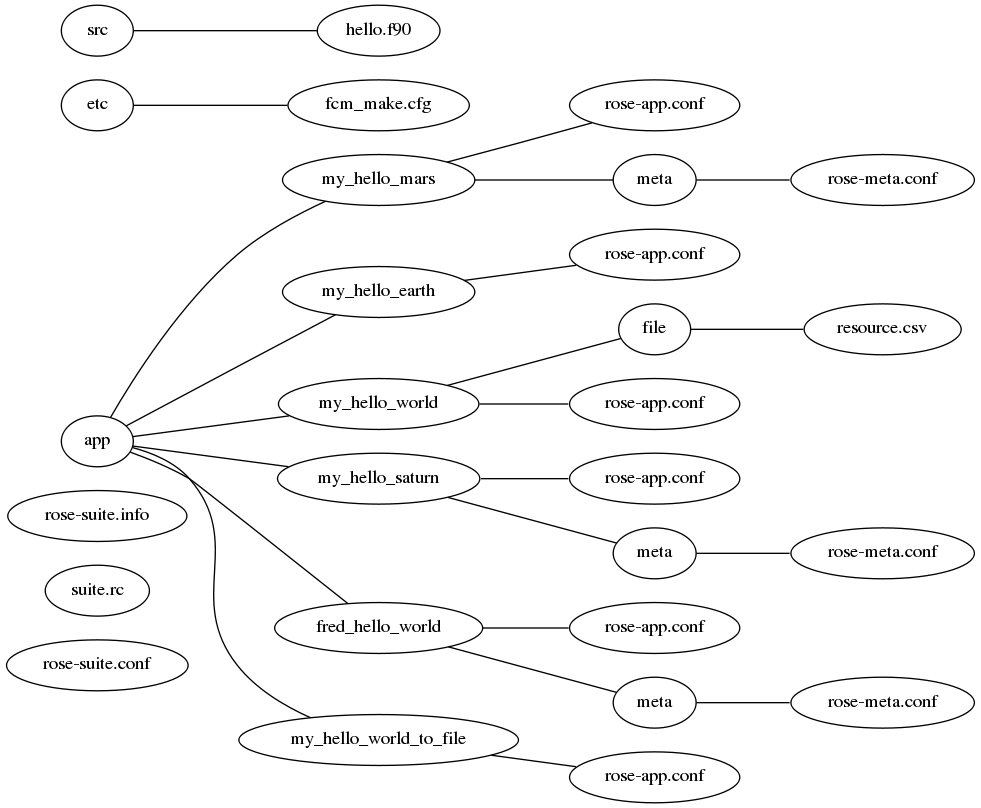 src
hello.f90
etc
fcm_make.cfg
rose-app.conf
my_hello_mars
meta
rose-meta.conf
rose-app.conf
my_hello_earth
file
resource.csv
my_hello_world
rose-app.conf
app
my_hello_saturn
rose-app.conf
rose-suite.info
meta
rose-meta.conf
suite.rc
fred_hello_world
rose-app.conf
rose-suite.conf
meta
rose-meta.conf
my_hello_world_to_file
rose-app.conf